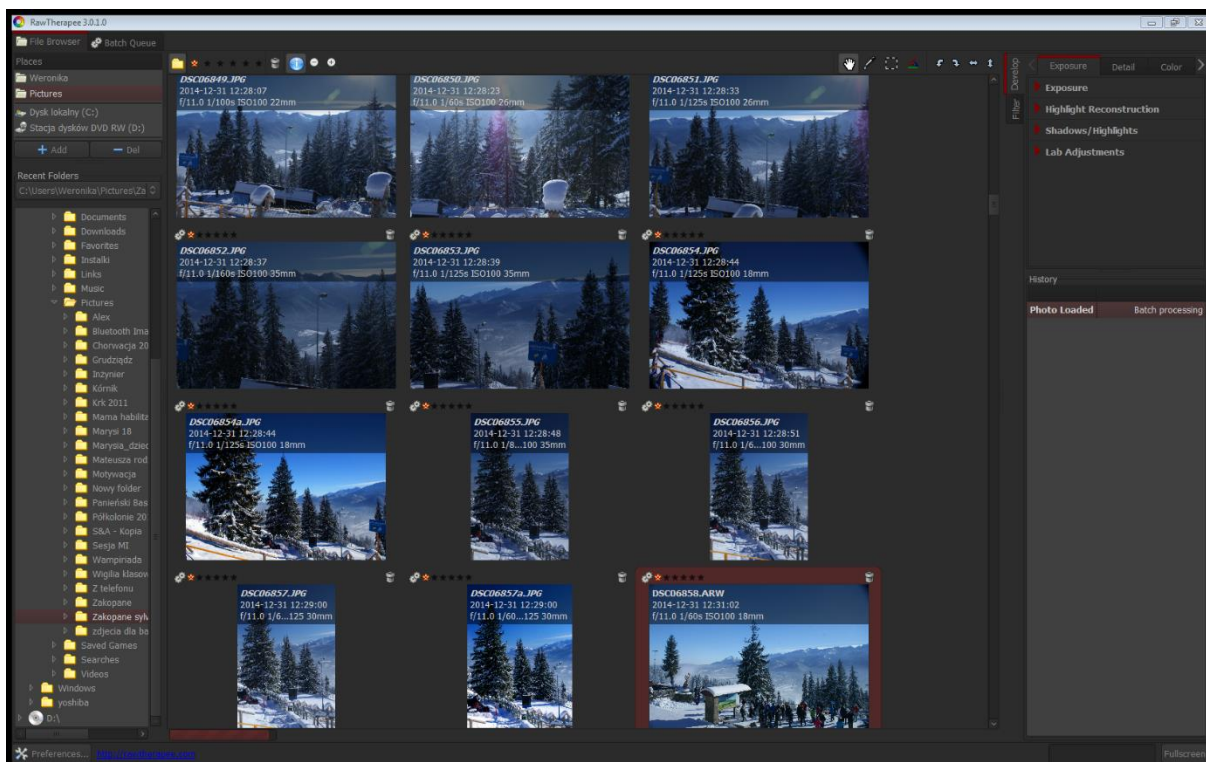 RawTherapee 3.0.1.0
File Browser
Batch Queue
Places
Weronika
Pictures
Dysk lokalny (C:)
Stacja dysków DVD RW (D:)
Add
Del
Recent Folders
C:\Users\Weronika\Pictures\Za
Documents
Downloads
Favorites
Instalki
Links
Music
Pictures
Alex
Bluetooth Ima
Chorwacja 20
Grudziądz
Inżynier
Kórnik
Krk 2011
Mama habilita
Marysi 18
Marysia_dziec
Mateusza rod
Motywacja
Nowy folder
Panieński Bas
Półkolonie 20
S&A - Kopia
Sesja MI
Wampiriada
Wigilia klasow
Z telefonu
Zakopane
Zakopane sylw
zdjecia dla ba
Saved Games
Searches
Videos
Windows
yoshiba
D:\
Preferences...
http://rawtherapee.com
DSC06849.JPG
2014-12-31 12:28:07
f/11.0 1/100s ISO100 22mm
DSC06850.JPG
2014-12-31 12:28:23
f/11.0 1/60s ISO100 26mm
DSC06851.JPG
2014-12-31 12:28:33
f/11.0 1/125s ISO100 26mm
DSC06852.JPG
2014-12-31 12:28:37
f/11.0 1/160s ISO100 35mm
DSC06853.JPG
2014-12-31 12:28:39
f/11.0 1/125s ISO100 35mm
DSC06854.JPG
2014-12-31 12:28:44
f/11.0 1/125s ISO100 18mm
DSC06854a.JPG
2014-12-31 12:28:44
f/11.0 1/125s ISO100 18mm
DSC06855.JPG
2014-12-31 12:28:48
f/11.0 1/8...100 35mm
DSC06856.JPG
2014-12-31 12:28:51
f/11.0 1/6...100 30mm
DSC06857.JPG
2014-12-31 12:29:00
f/11.0 1/6...125 30mm
DSC06857a.JPG
2014-12-31 12:29:00
f/11.0 1/60...125 30mm
DSC06858.ARW
2014-12-31 12:31:02
f/11.0 1/60s ISO100 18mm
Develop
Filter
Exposure
Detail
Color
Exposure
Highlight Reconstruction
Shadows/Highlights
Lab Adjustments
History
Photo Loaded
Batch processing
Fullscreen